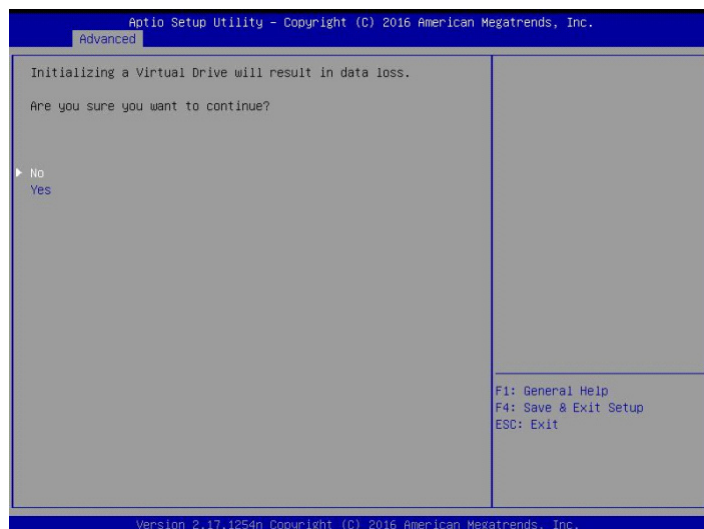 Aptio Setup Utility – Copyright (C) 2016 American Megatrends, Inc.
Advanced
Initializing a Virtual Drive will result in data loss.
Are you sure you want to continue?
No
Yes
F1: General Help
F4: Save & Exit Setup
ESC: Exit
Version 2.17.1254n Copyright (C) 2016 American Megatrends, Inc.